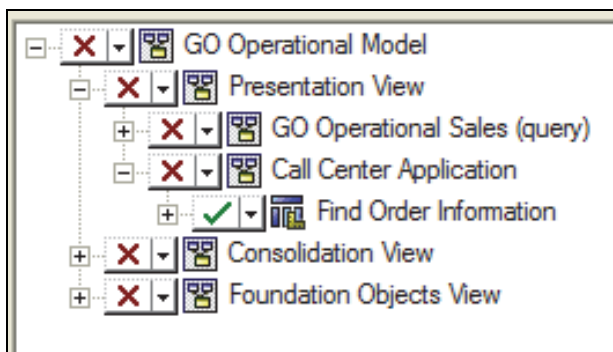 GO Operational Model
Presentation View
GO Operational Sales (query)
Call Center Application
Find Order Information
Consolidation View
Foundation Objects View